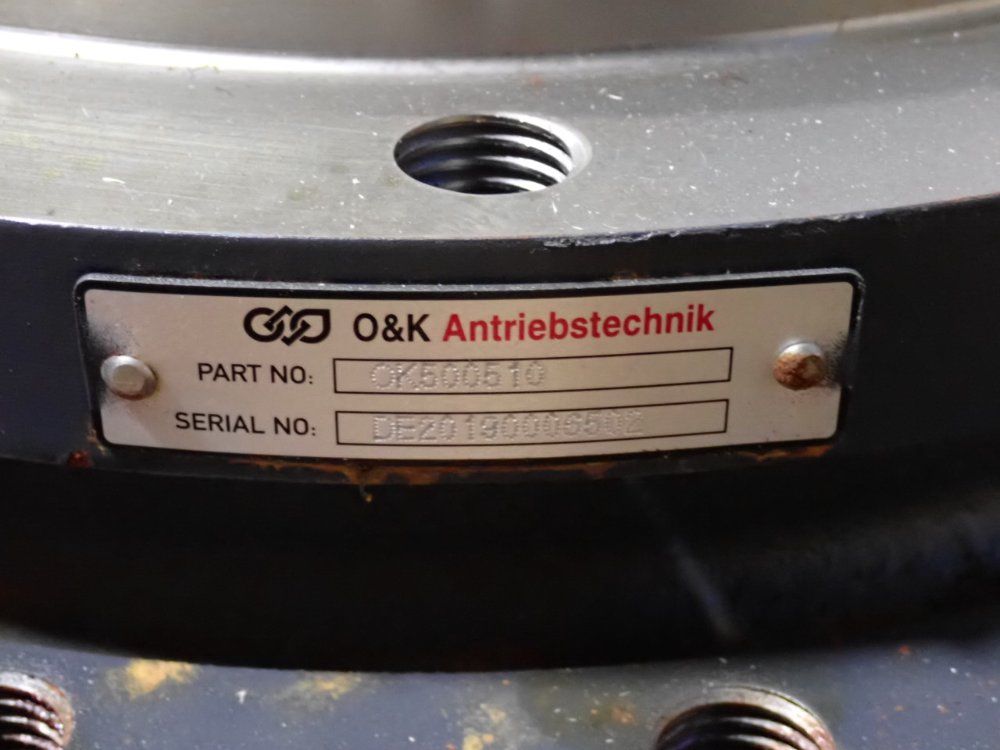 O&K Antriebstechnik
PART NO: OK500510
SERIAL NO: DE20190006502